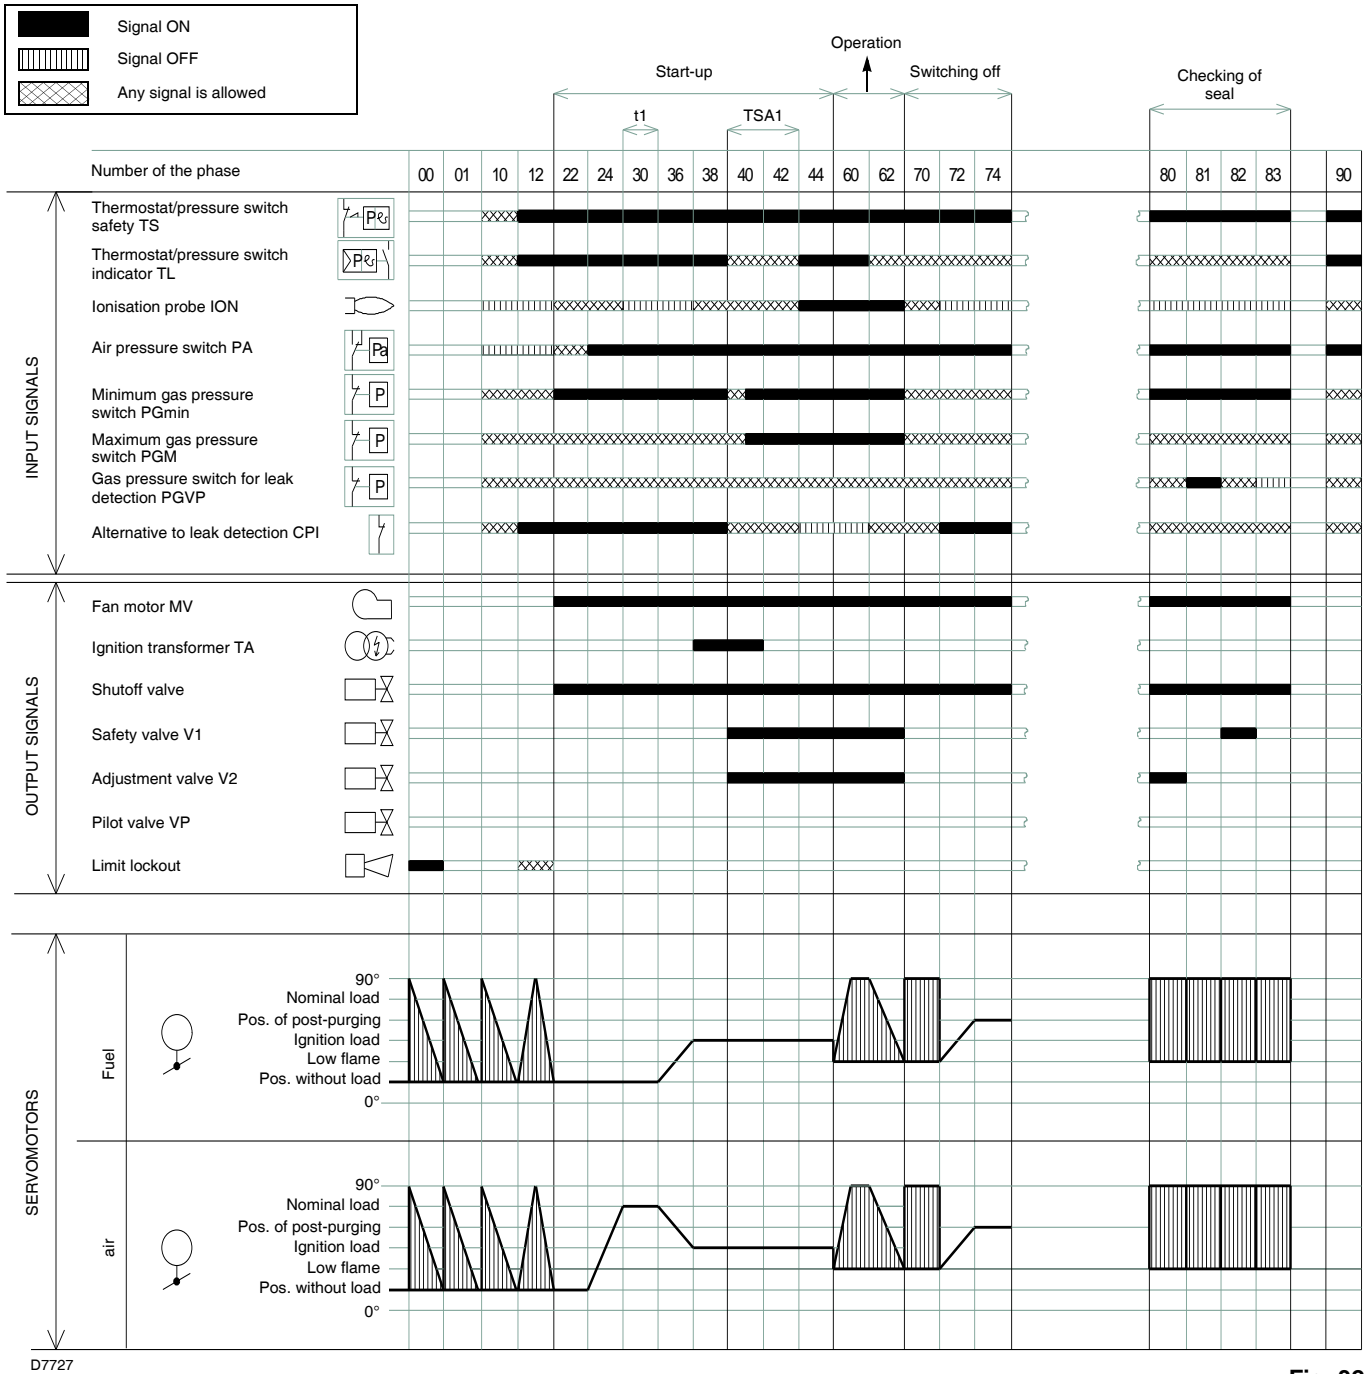 Signal ON
Signal OFF
Any signal is allowed
Operation
Start-up
Switching off
Checking of
seal
t1
TSA1
Number of the phase
00 01 10 12 22 24 30 36 38 40 42 44 60 62 70 72 74 80 81 82 83 90
INPUT SIGNALS
Thermostat/pressure switch
safety TS
P
Thermostat/pressure switch
indicator TL
P
Ionisation probe ION
Air pressure switch PA
Pa
Minimum gas pressure
switch PGmin
P
Maximum gas pressure
switch PGM
P
Gas pressure switch for leak
detection PGVP
P
Alternative to leak detection CPI
OUTPUT SIGNALS
Fan motor MV
Ignition transformer TA
Shutoff valve
Safety valve V1
Adjustment valve V2
Pilot valve VP
Limit lockout
SERVOMOTORS
Fuel
90°
Nominal load
Pos. of post-purging
Ignition load
Low flame
Pos. without load
0°
air
90°
Nominal load
Pos. of post-purging
Ignition load
Low flame
Pos. without load
0°
D7727